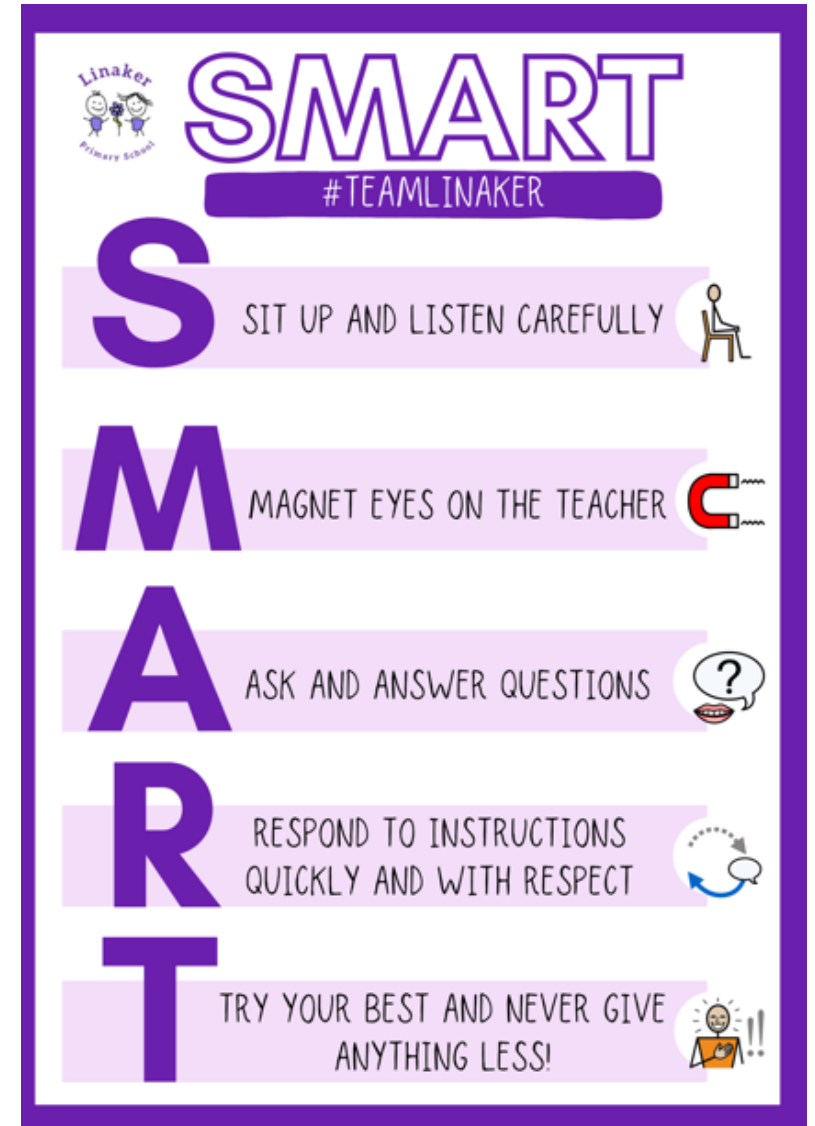 Linaker
Primary School
SMART
#TEAMLINAKER
S
SIT UP AND LISTEN CAREFULLY
M
MAGNET EYES ON THE TEACHER
A
ASK AND ANSWER QUESTIONS
?
R
RESPOND TO INSTRUCTIONS
QUICKLY AND WITH RESPECT
T
TRY YOUR BEST AND NEVER GIVE
ANYTHING LESS!
!!